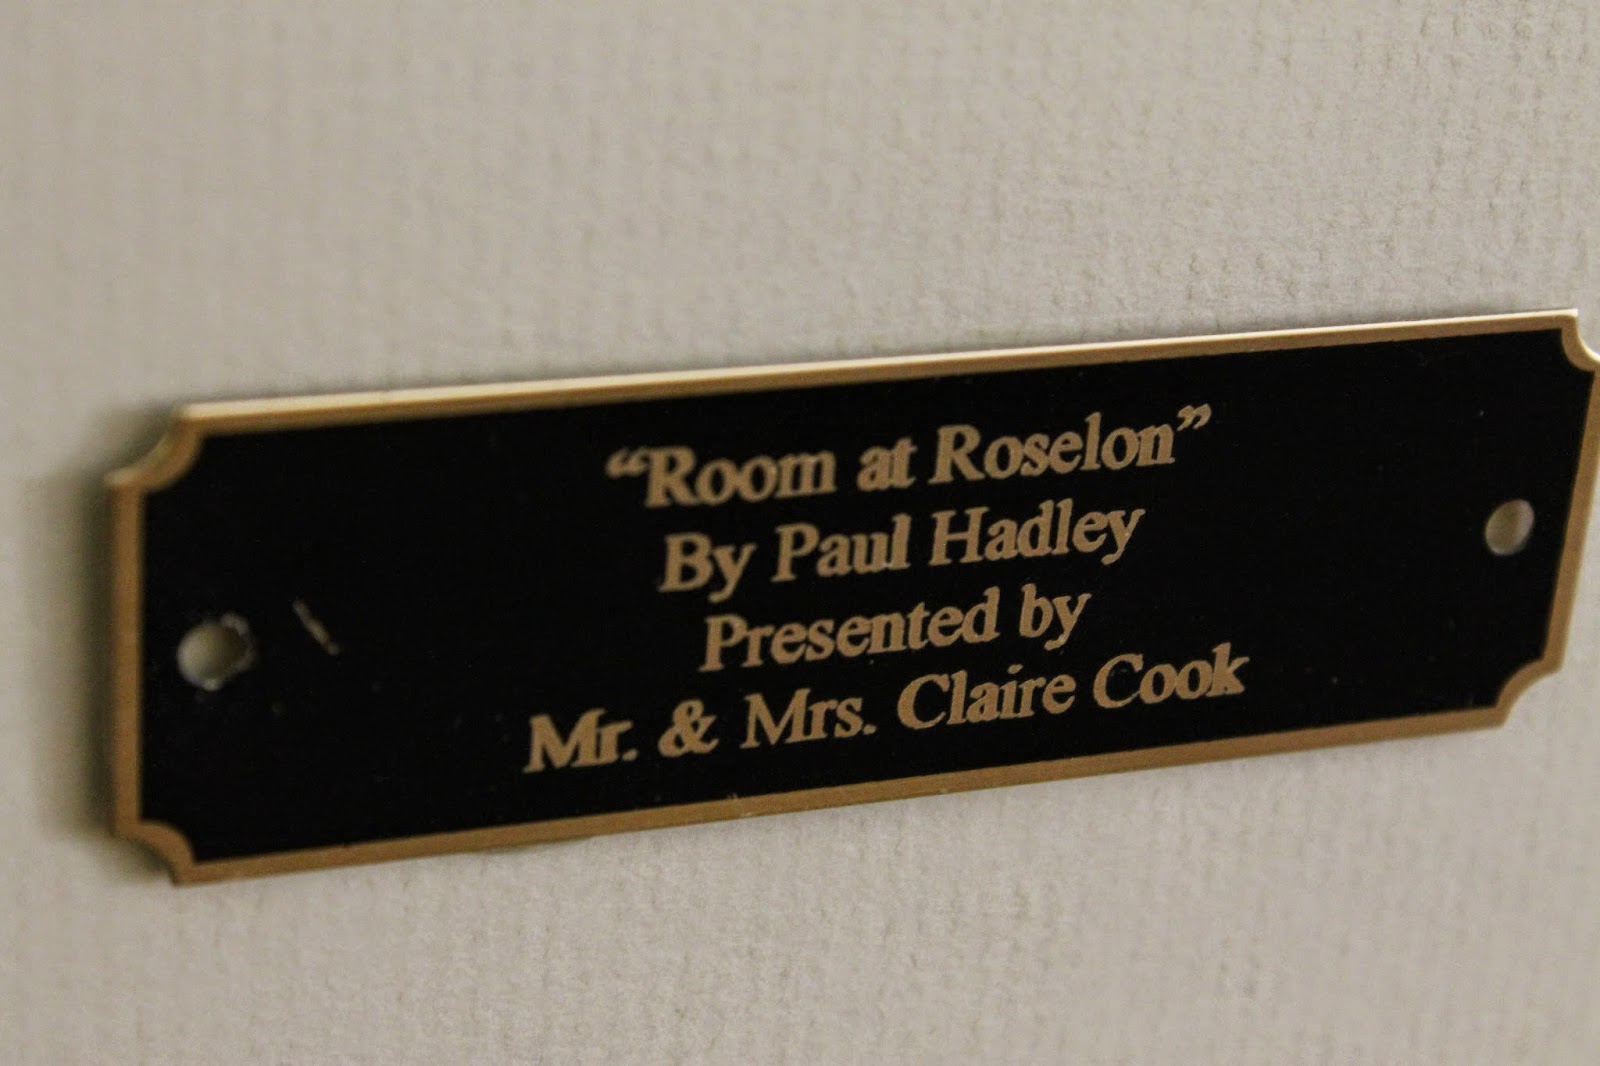 “Room at Roselon”
By Paul Hadley
Presented by
Mr. & Mrs. Claire Cook